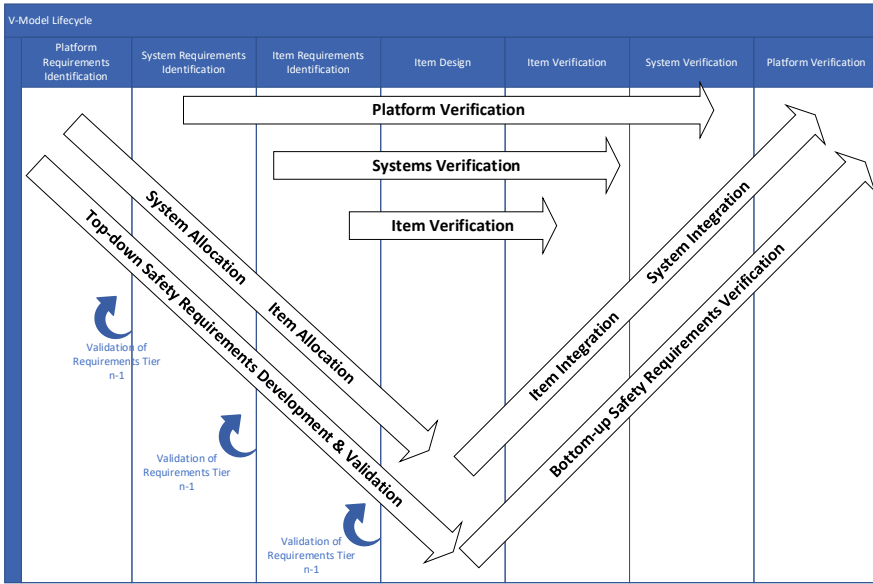 V-Model Lifecycle
Platform
Requirements
Identification
System Requirements
Identification
Item Requirements
Identification
Item Design
Item Verification
System Verification
Platform Verification
Platform Verification
Systems Verification
Item Verification
System Allocation
Item Allocation
Top-down Safety Requirements Development & Validation
Item Integration
System Integration
Bottom-up Safety Requirements Verification
Validation of
Requirements Tier
n-1
Validation of
Requirements Tier
n-1
Validation of
Requirements Tier
n-1